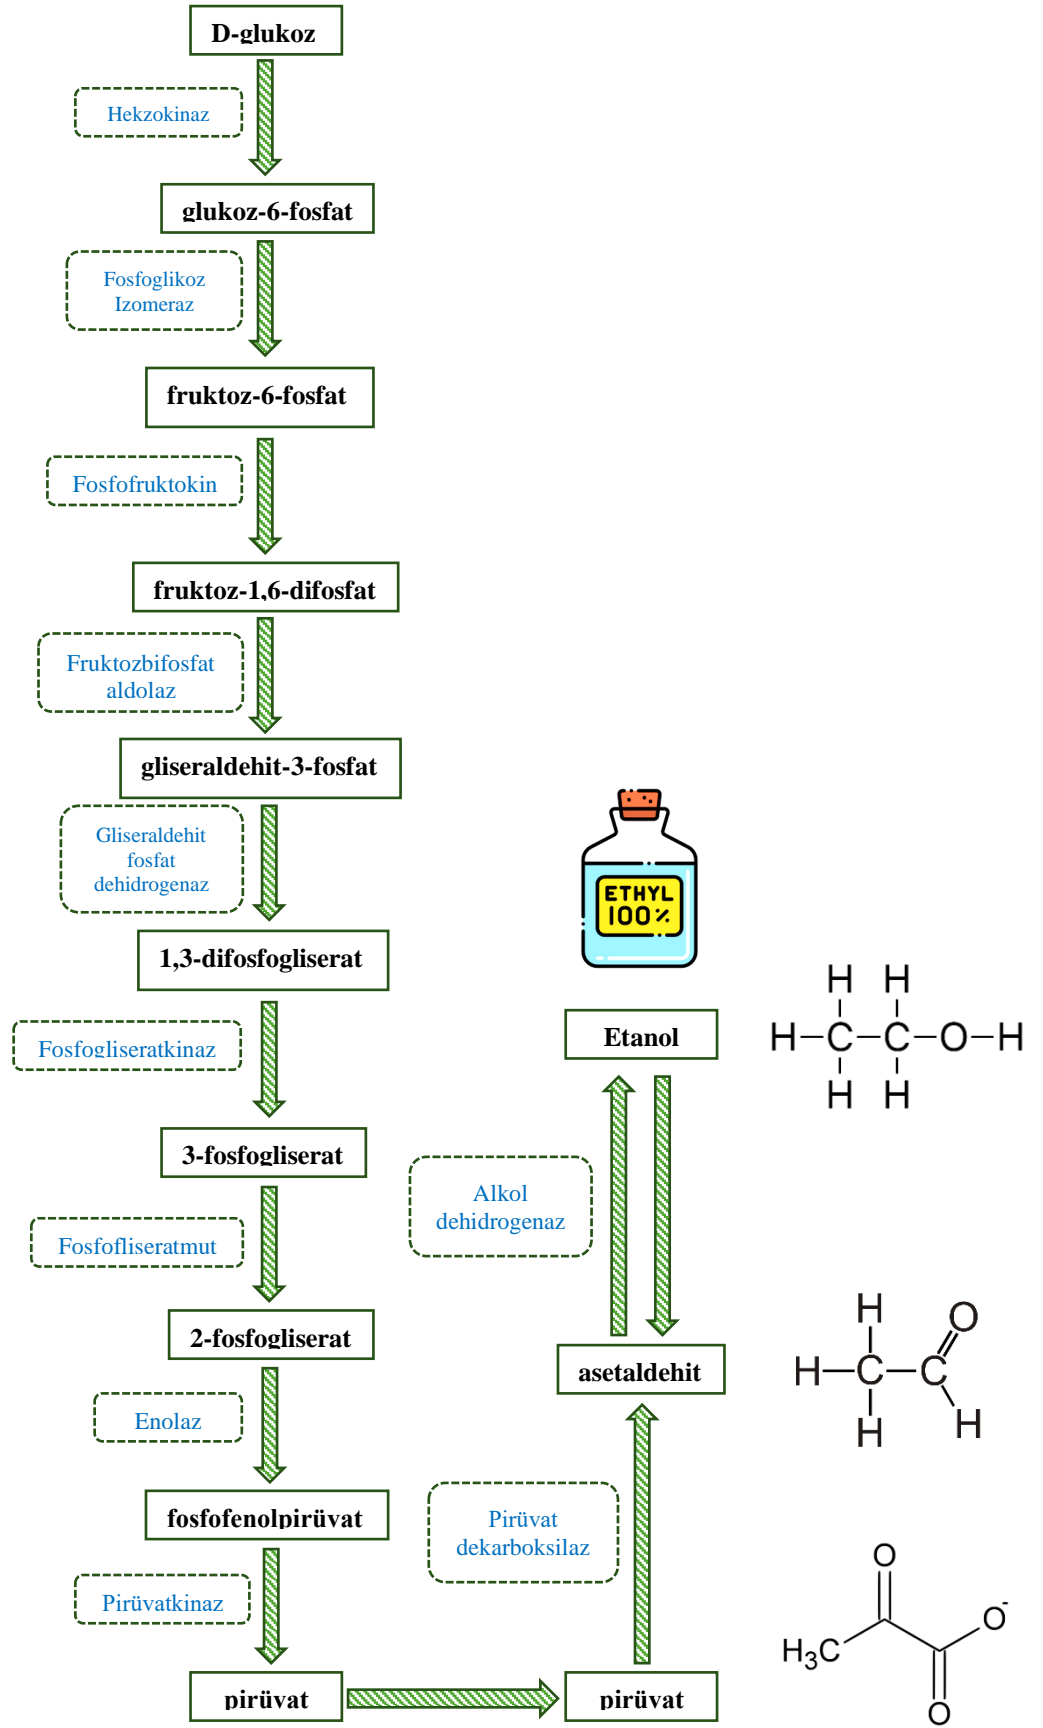 D-glukoz
Hekzokinaz
glukoz-6-fosfat
Fosfoglikoz
Izomeraz
fruktoz-6-fosfat
Fosfofruktokin
fruktoz-1,6-difosfat
Fruktozbifosfat
aldolaz
gliseraldehit-3-fosfat
Gliseraldehit
fosfat
dehidrogenaz
1,3-difosfogliserat
Fosfogliseratkinaz
3-fosfogliserat
Fosfofliseratmut
2-fosfogliserat
Enolaz
fosfofenolpirüvat
Pirüvatkinaz
pirüvat
pirüvat
Pirüvat
dekarboksilaz
asetaldehit
Alkol
dehidrogenaz
Etanol
ETHYL
100%
H H
H C C O H
H H
H O
H C C
H H
O
H₃C O⁻
O